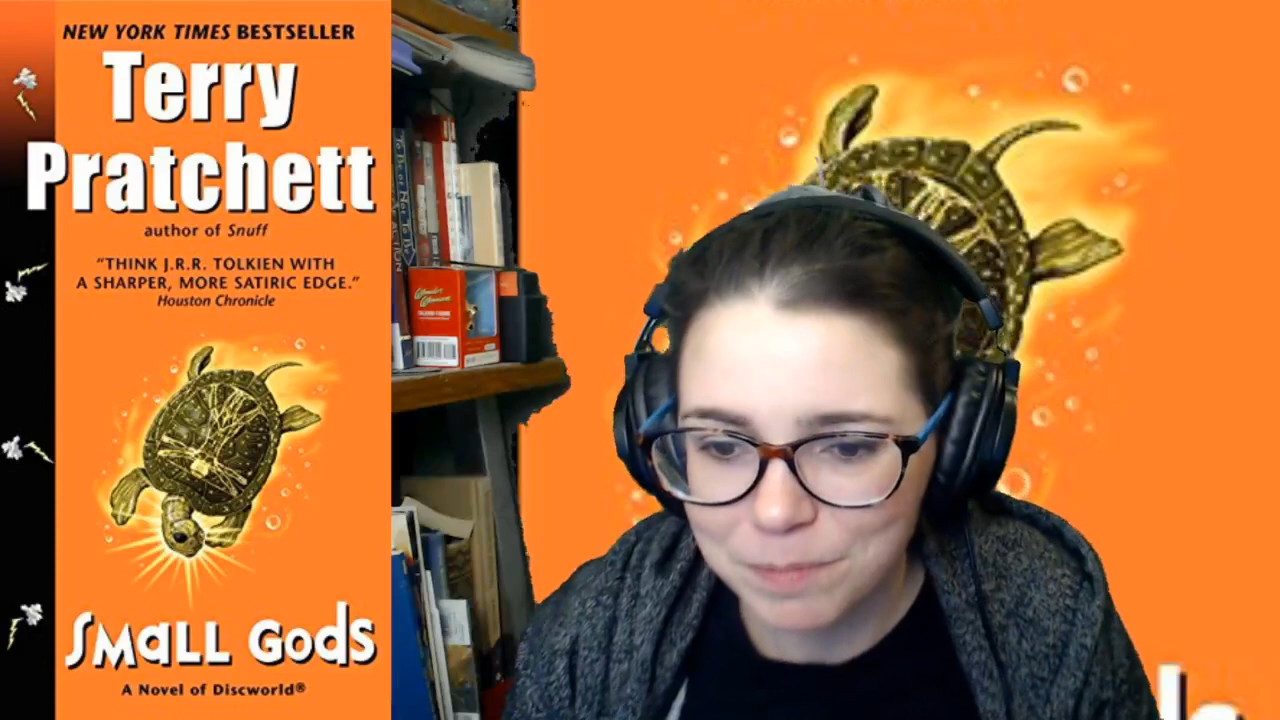 NEW YORK TIMES BESTSELLER
Terry
Pratchett
author of Snuff
“THINK J.R.R. TOLKIEN WITH
A SHARPER, MORE SATIRIC EDGE.”
Houston Chronicle
SMaLL Gods
A Novel of Discworld®